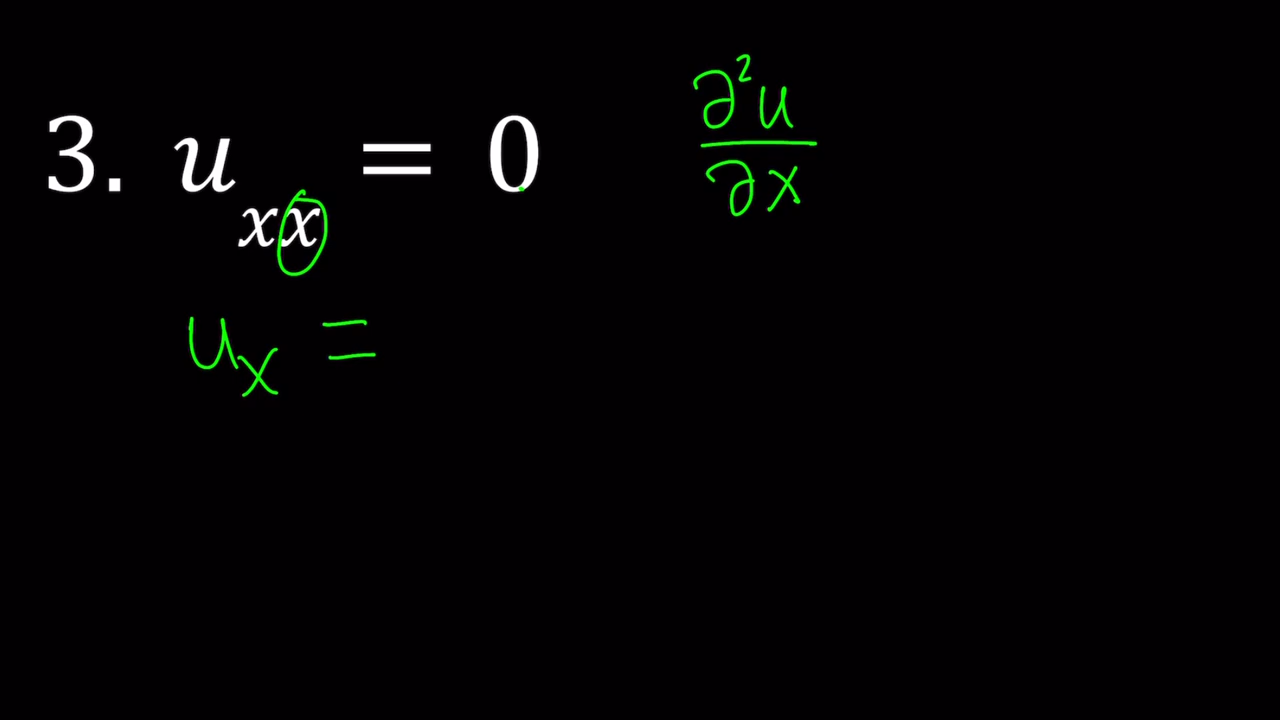 3. u_xx = 0
∂²u
∂x
u_x =